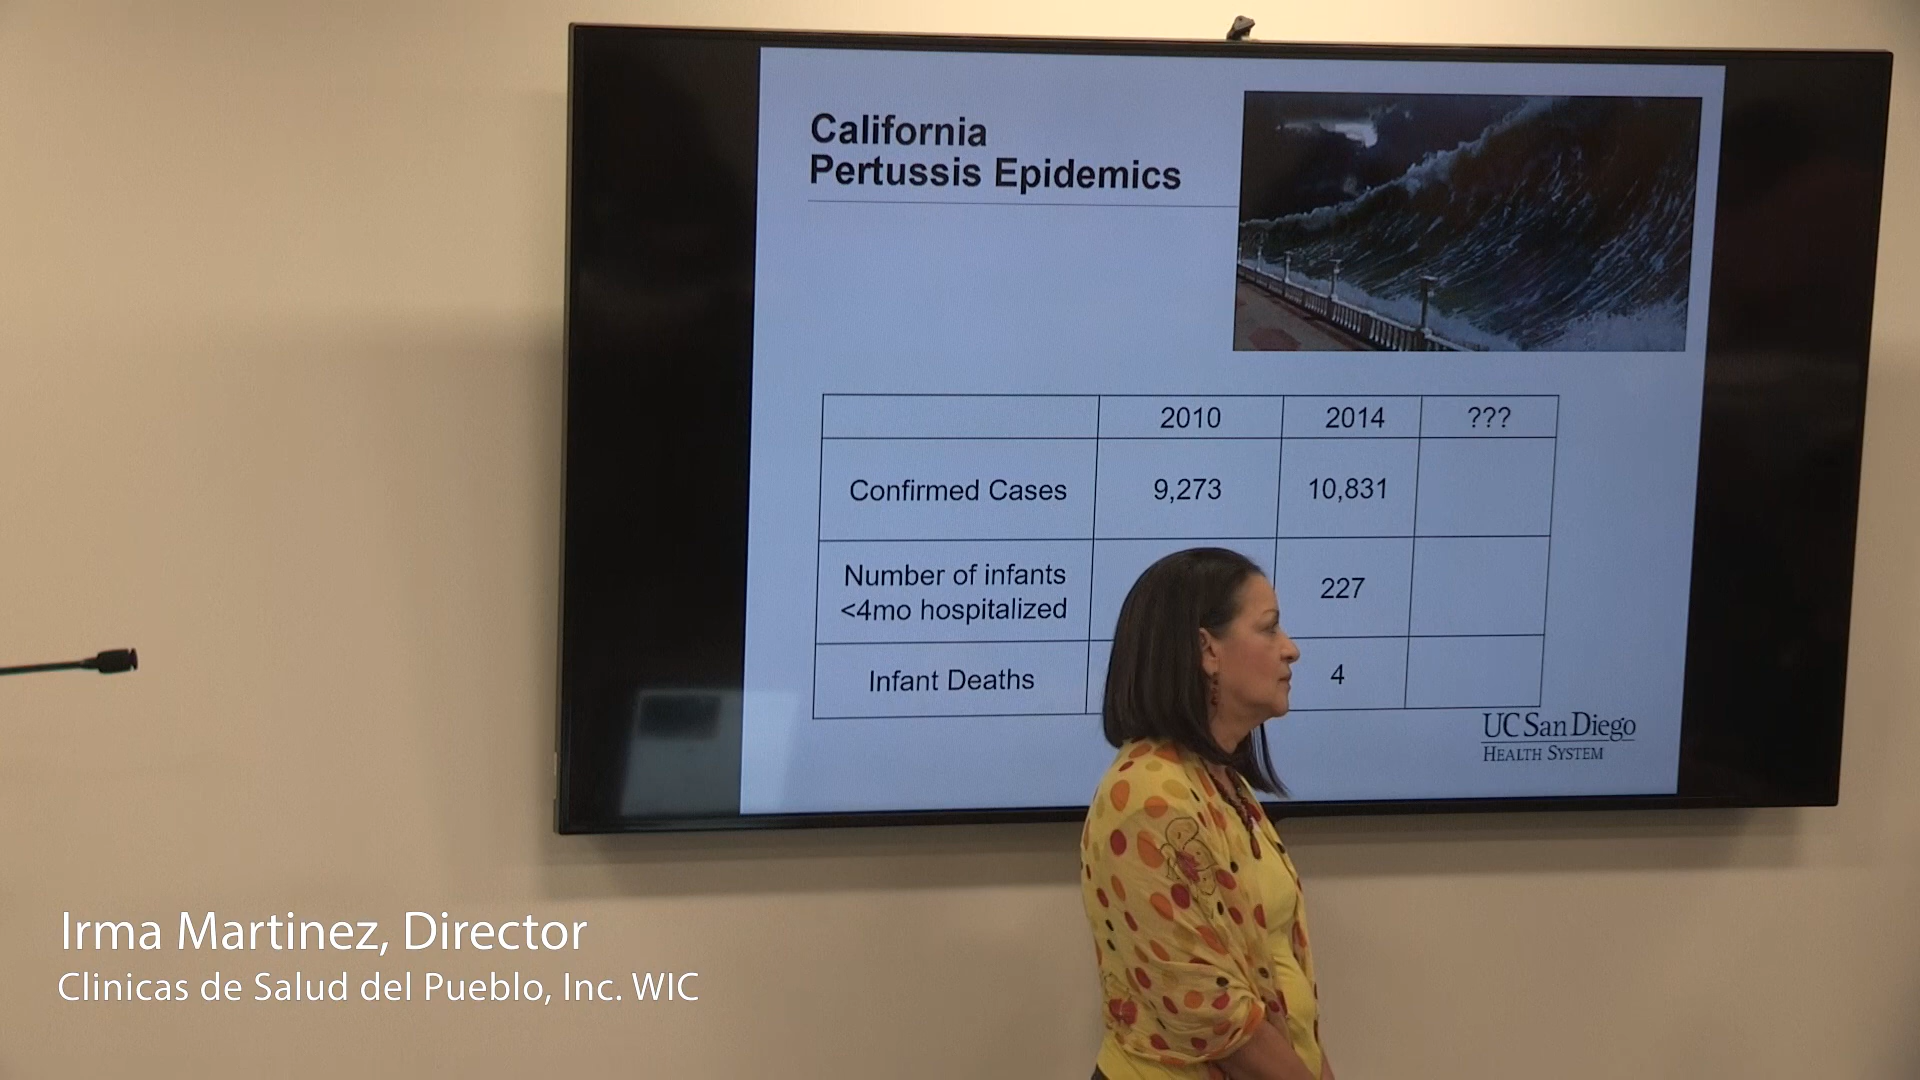 California
Pertussis Epidemics
2010 2014 ???
Confirmed Cases 9,273 10,831
Number of infants
<4mo hospitalized 227
Infant Deaths 4
UC San Diego
HEALTH SYSTEM
Irma Martinez, Director
Clinicas de Salud del Pueblo, Inc. WIC